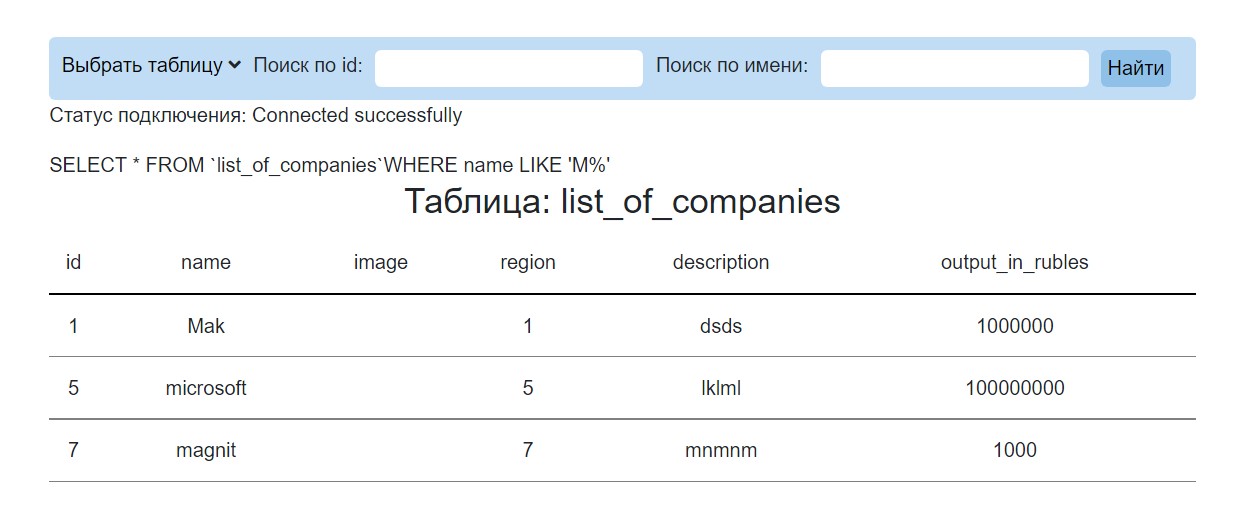 Выбрать таблицу Поиск по id: Поиск по имени: Найти
Статус подключения: Connected successfully
SELECT * FROM `list_of_companies`WHERE name LIKE 'M%'
Таблица: list_of_companies
id name image region description output_in_rubles
1 Mak 1 dsds 1000000
5 microsoft 5 lklml 100000000
7 magnit 7 mnmnm 1000